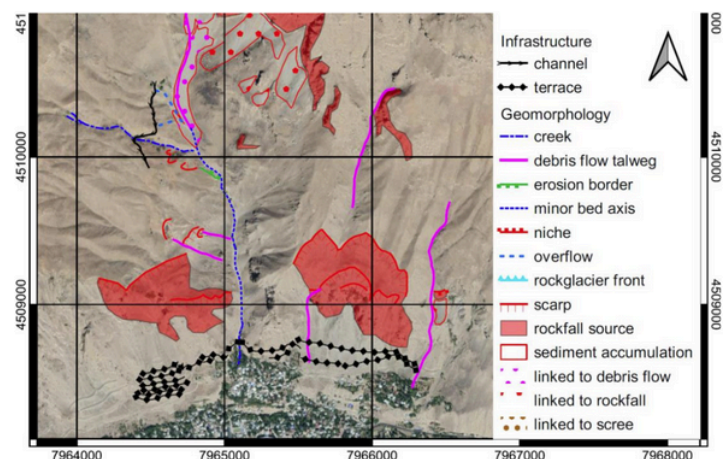 451
000
4510000
4510000
4509000
4509000
7964000
7965000
7966000
7967000
7968000
Infrastructure
channel
terrace
Geomorphology
creek
debris flow talweg
erosion border
minor bed axis
niche
overflow
rockglacier front
scarp
rockfall source
sediment accumulation
linked to debris flow
linked to rockfall
linked to scree